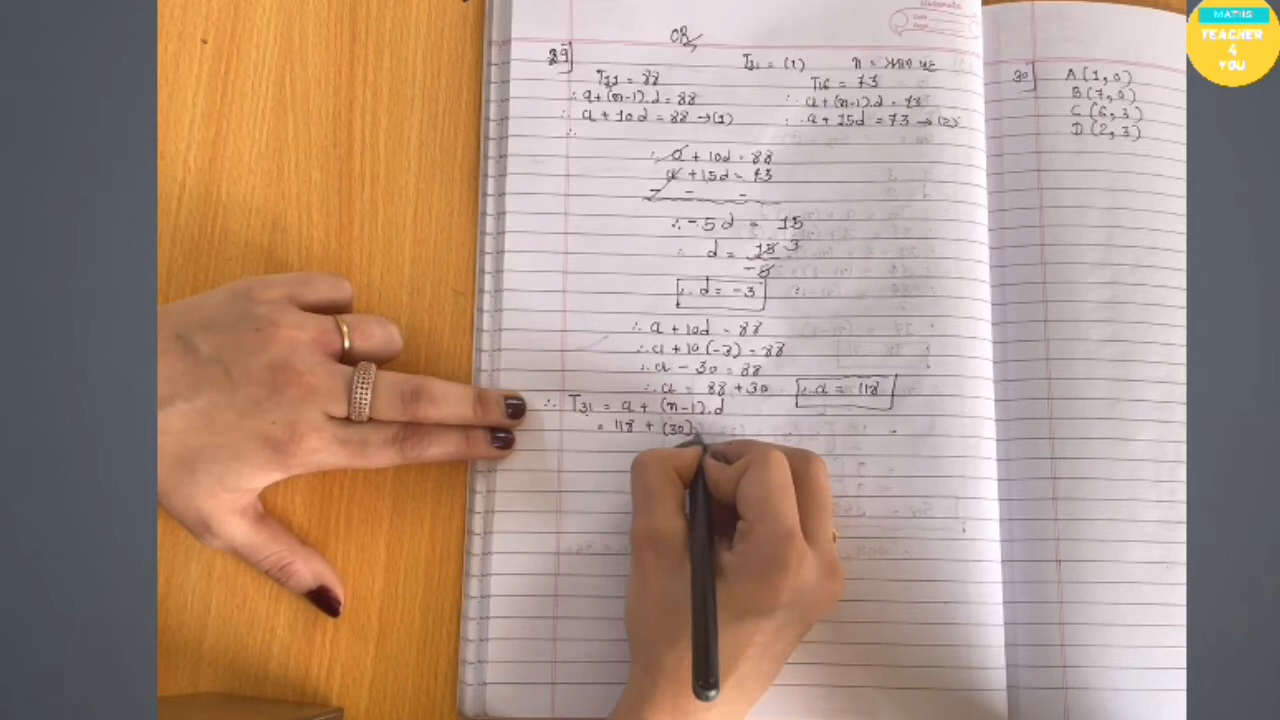 OR
29]
T31 = (?)
T11 = 88
T16 = 73
∴ a+(n-1).d = 88
∴ a+(n-1).d = 73
∴ a + 10d = 88 → (1)
∴ a + 15d = 73 → (2)
∴
∴ a + 10d = 88
a + 15d = 73
- - -
∴ -5d = 15
∴ d = 15 3
-5
∴ d = -3
∴ a + 10d = 88
∴ a + 10 (-3) = 88
∴ a - 30 = 88
∴ a = 88 + 30
∴ a = 118
∴ T31 = a + (n-1).d
= 118 + (30)
30]
A (1,0)
B (7,0)
C (6,3)
D (2,3)
MATHS
TEACHER
4
YOU